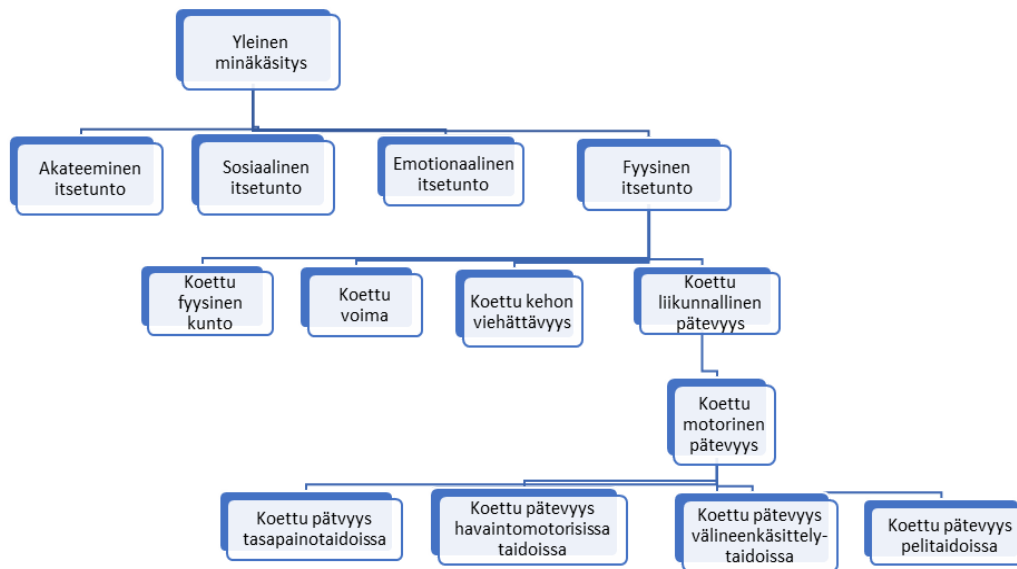 Yleinen
minäkäsitys
Akateeminen
itsetunto
Sosiaalinen
itsetunto
Emotionaalinen
itsetunto
Fyysinen
itsetunto
Koettu
fyysinen
kunto
Koettu
voima
Koettu kehon
viehättävyys
Koettu
liikunnallinen
pätevyys
Koettu
motorinen
pätevyys
Koettu pätvyys
tasapainotaidoissa
Koettu pätevyys
havaintomotorisissa
taidoissa
Koettu pätevyys
välineenkäsittely-
taidoissa
Koettu pätevyys
pelitaidoissa